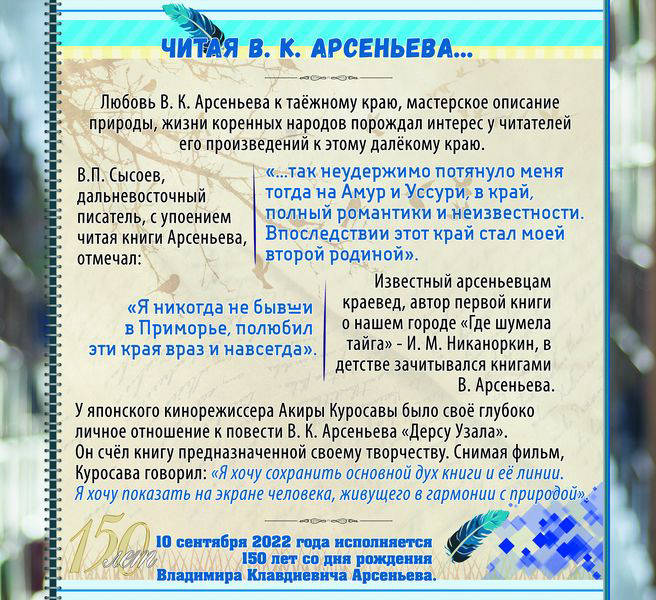 ЧИТАЯ В. К. АРСЕНЬЕВА...
Любовь В. К. Арсеньева к таёжному краю, мастерское описание
природы, жизни коренных народов порождал интерес у читателей
его произведений к этому далёкому краю.
В.П. Сысоев,
дальневосточный
писатель, с упоением
читая книги Арсеньева,
отмечал:
«...так неудержимо потянуло меня
тогда на Амур и Уссури, в край,
полный романтики и неизвестности.
Впоследствии этот край стал моей
второй родиной».
«Я никогда не бывши
в Приморье, полюбил
эти края враз и навсегда».
Известный арсеньевцам
краевед, автор первой книги
о нашем городе «Где шумела
тайга» - И. М. Никаноркин, в
детстве зачитывался книгами
В. Арсеньева.
У японского кинорежиссера Акиры Куросавы было своё глубоко
личное отношение к повести В. К. Арсеньева «Дерсу Узала».
Он счёл книгу предназначенной своему творчеству. Снимая фильм,
Куросава говорил: «Я хочу сохранить основной дух книги и её линии.
Я хочу показать на экране человека, живущего в гармонии с природой».
150 лет
10 сентября 2022 года исполняется
150 лет со дня рождения
Владимира Клавдиевича Арсеньева.